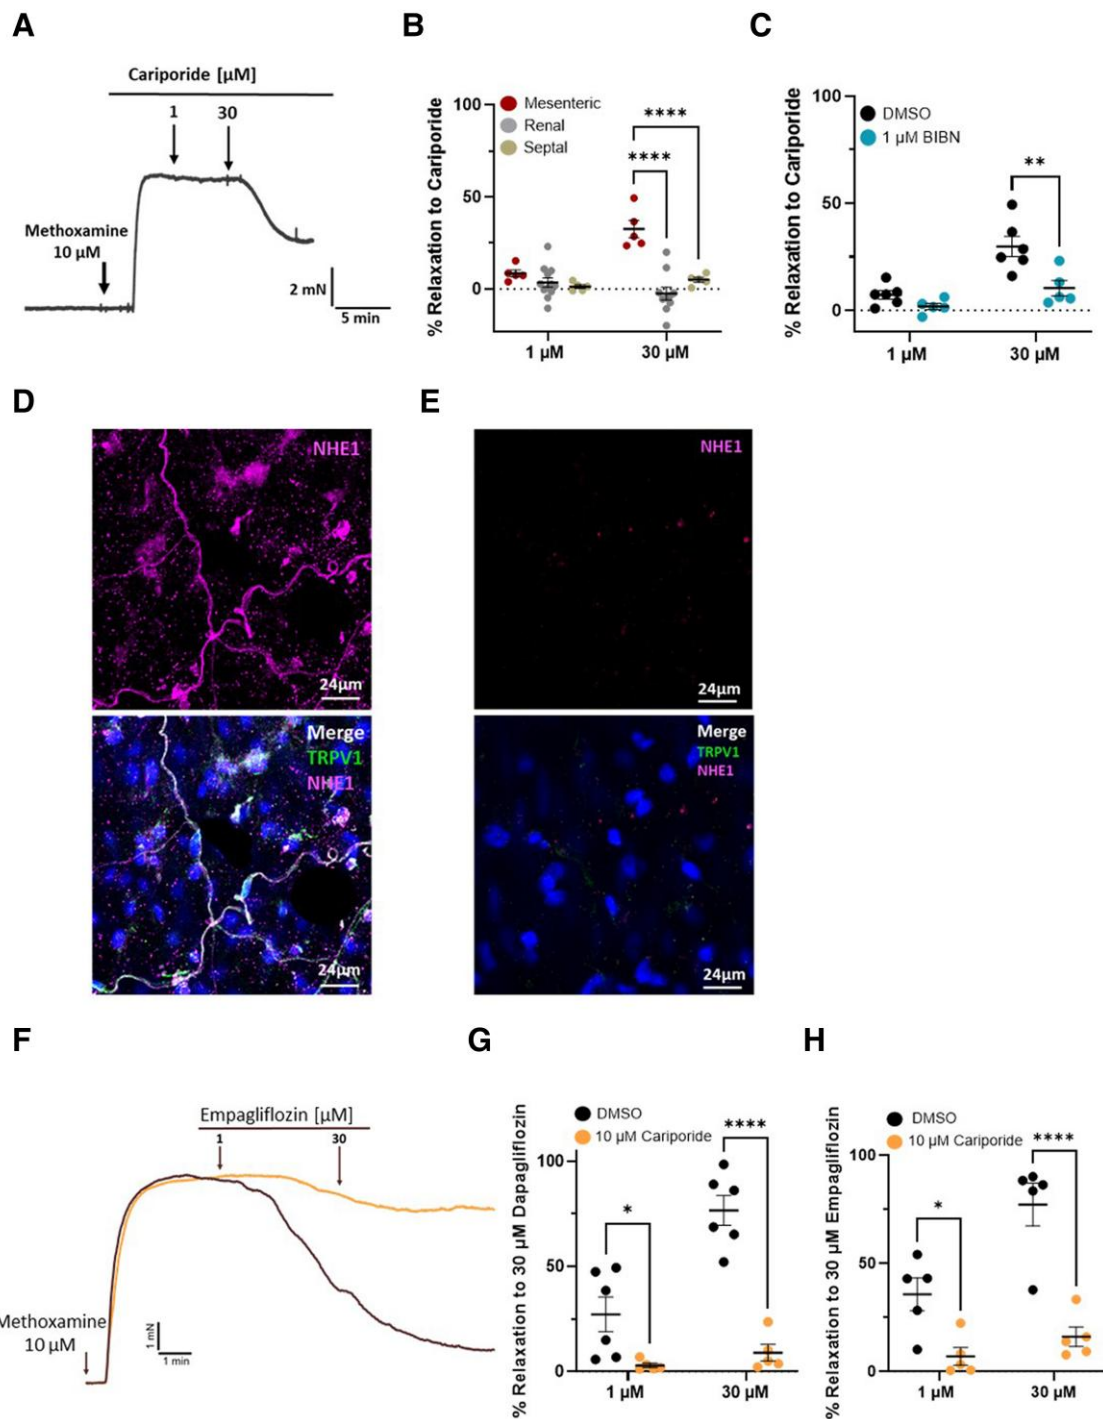 A
Cariporide [µM]
1
30
Methoxamine
10 µM
2 mN
5 min
B
% Relaxation to Cariporide
100
50
0
Mesenteric
Renal
Septal
****
****
1 µM
30 µM
C
% Relaxation to Cariporide
100
50
0
DMSO
1 µM BIBN
**
1 µM
30 µM
D
NHE1
24µm
Merge
TRPV1
NHE1
24µm
E
NHE1
24µm
Merge
TRPV1
NHE1
24µm
F
Empagliflozin [µM]
1
30
Methoxamine
10 µM
1 mN
1 min
G
% Relaxation to 30 µM Dapagliflozin
100
50
0
DMSO
10 µM Cariporide
*
****
1 µM
30 µM
H
% Relaxation to 30 µM Empagliflozin
100
50
0
DMSO
10 µM Cariporide
*
****
1 µM
30 µM